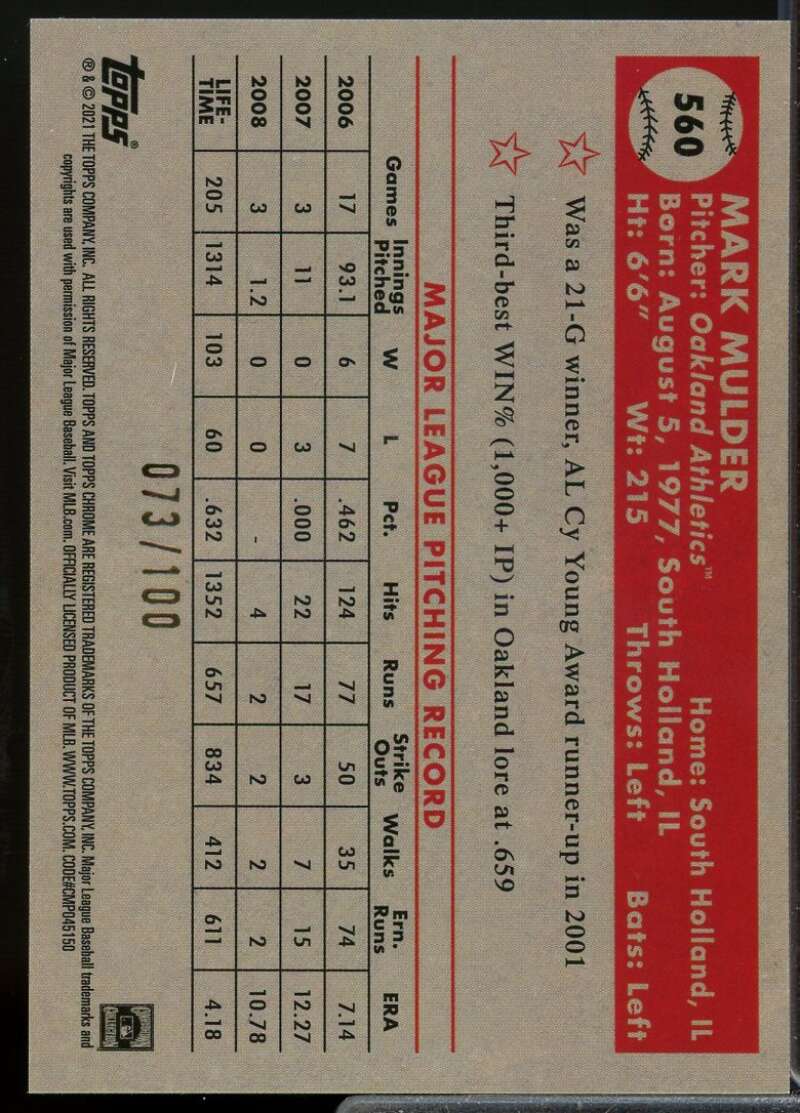 560
MARK MULDER
Pitcher: Oakland Athletics™ Home: South Holland, IL
Born: August 5, 1977, South Holland, IL
Ht: 6'6" Wt: 215 Throws: Left Bats: Left
Was a 21-G winner, AL Cy Young Award runner-up in 2001
Third-best WIN% (1,000+ IP) in Oakland lore at .659
MAJOR LEAGUE PITCHING RECORD
Games Innings Pitched W L Pct. Hits Runs Strike Outs Walks Ern. Runs ERA
2006 17 93.1 6 7 .462 124 77 50 35 74 7.14
2007 3 11 0 3 .000 22 17 3 7 15 12.27
2008 3 1.2 0 0 - 4 2 2 2 2 10.78
LIFE-TIME 205 1314 103 60 .632 1352 657 834 412 611 4.18
073/100
topps®
® & © 2021 THE TOPPS COMPANY, INC. ALL RIGHTS RESERVED. TOPPS AND TOPPS CHROME ARE REGISTERED TRADEMARKS OF THE TOPPS COMPANY, INC. Major League Baseball trademarks and
copyrights are used with permission of Major League Baseball. Visit MLB.com. OFFICIALLY LICENSED PRODUCT OF MLB. WWW.TOPPS.COM. CODE#CMP045150
COOPERSTOWN
COLLECTION